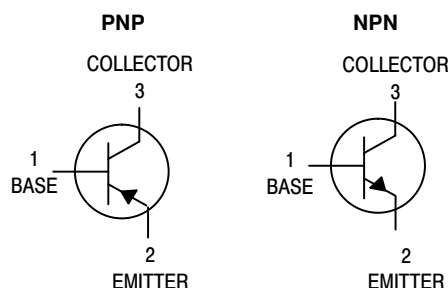 PNP
COLLECTOR
3
1
BASE
2
EMITTER
NPN
COLLECTOR
3
1
BASE
2
EMITTER